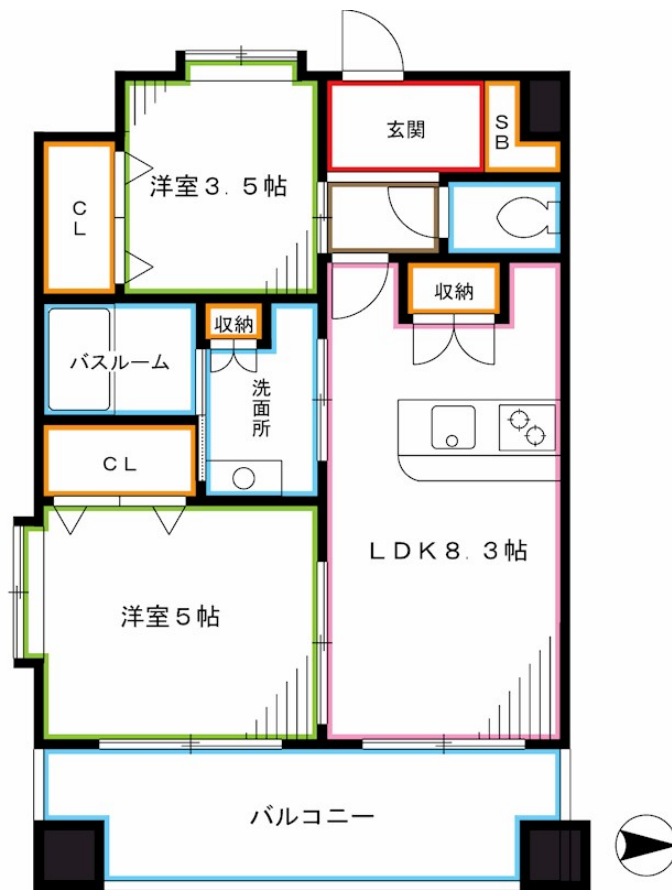 玄関
SB
洋室3.5帖
CL
収納
収納
バスルーム
洗面所
CL
LDK8.3帖
洋室5帖
バルコニー